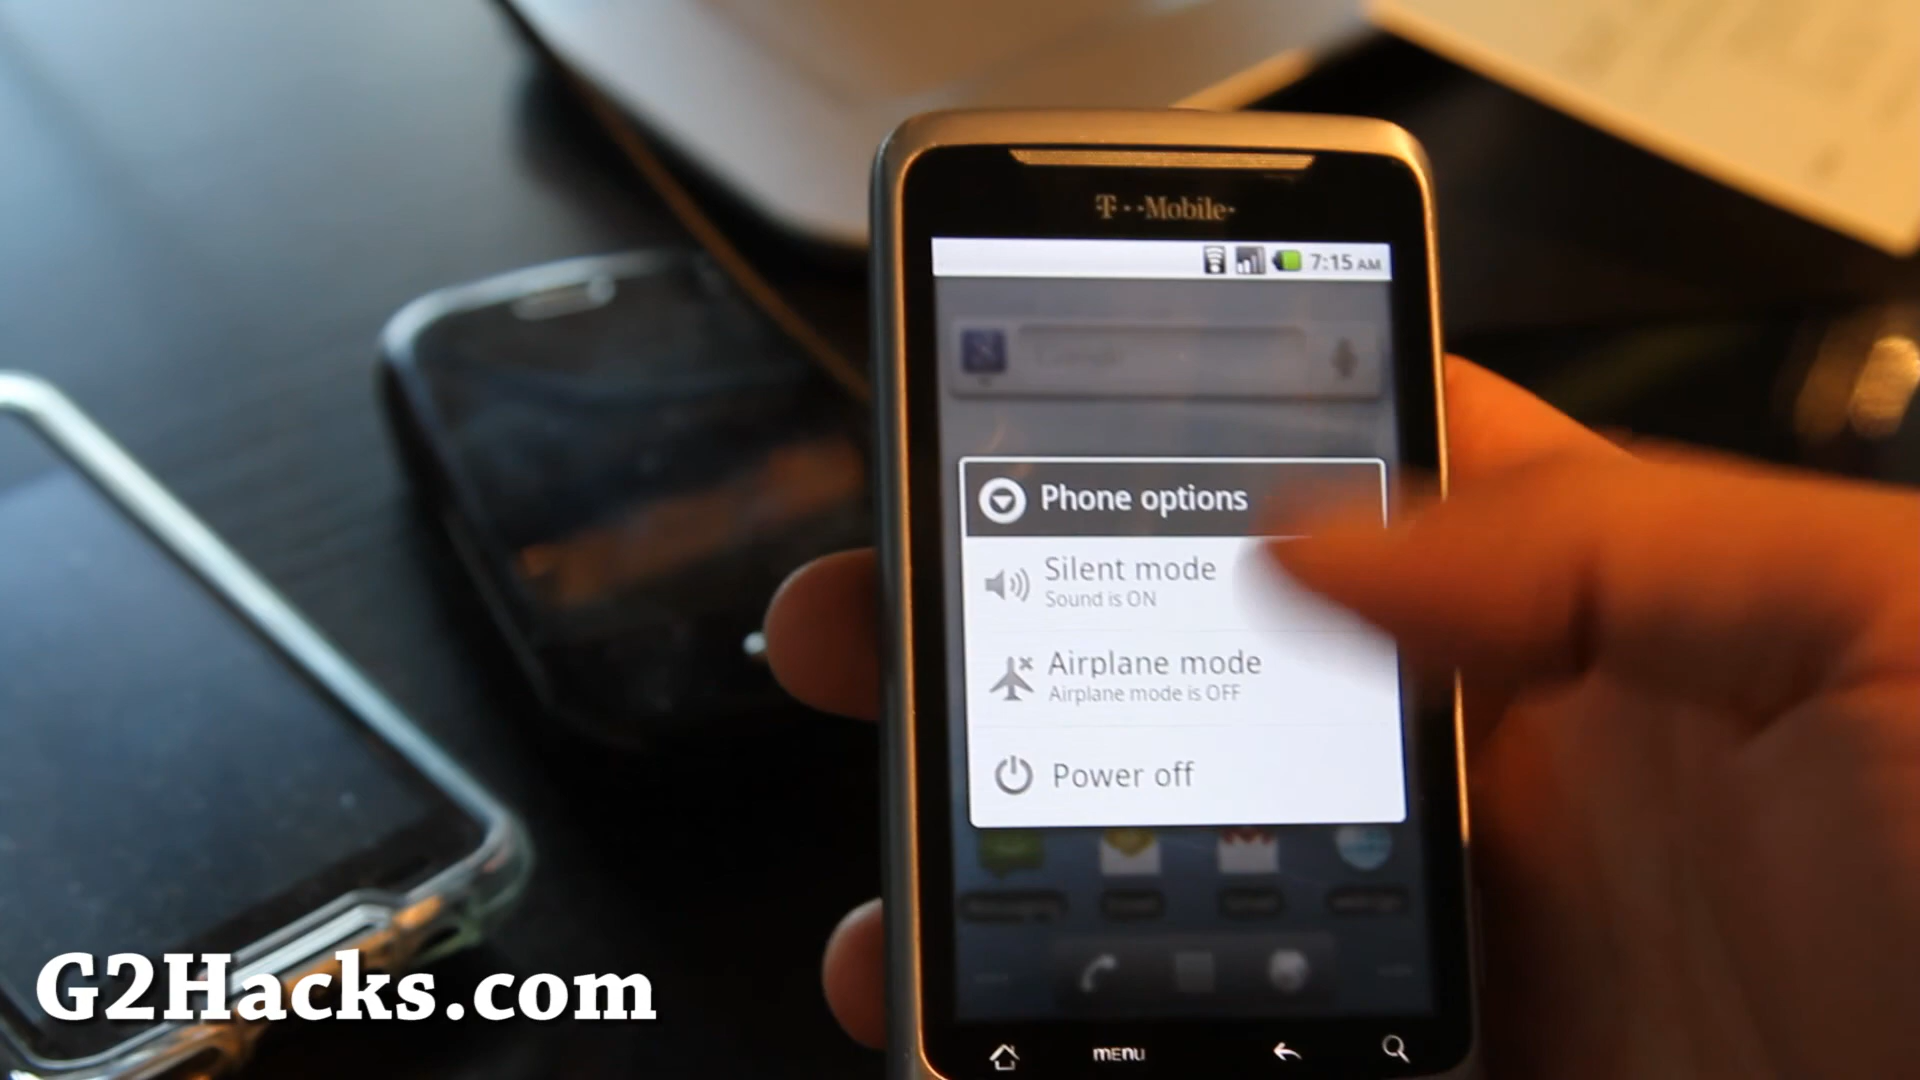 T··Mobile·
7:15 AM
Google
Phone options
Silent mode
Sound is ON
Airplane mode
Airplane mode is OFF
Power off
MENU
G2Hacks.com